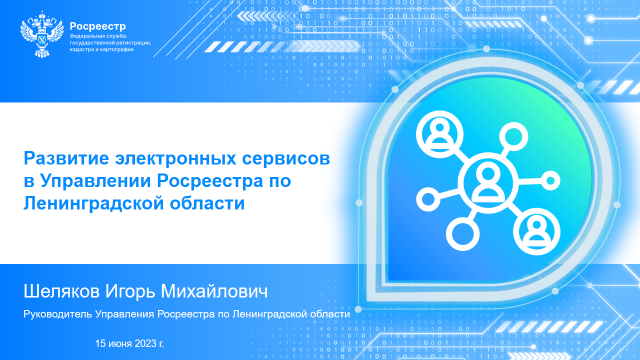 Росреестр
Федеральная служба
государственной регистрации,
кадастра и картографии
Развитие электронных сервисов
в Управлении Росреестра по
Ленинградской области
Шеляков Игорь Михайлович
Руководитель Управления Росреестра по Ленинградской области
15 июня 2023 г.